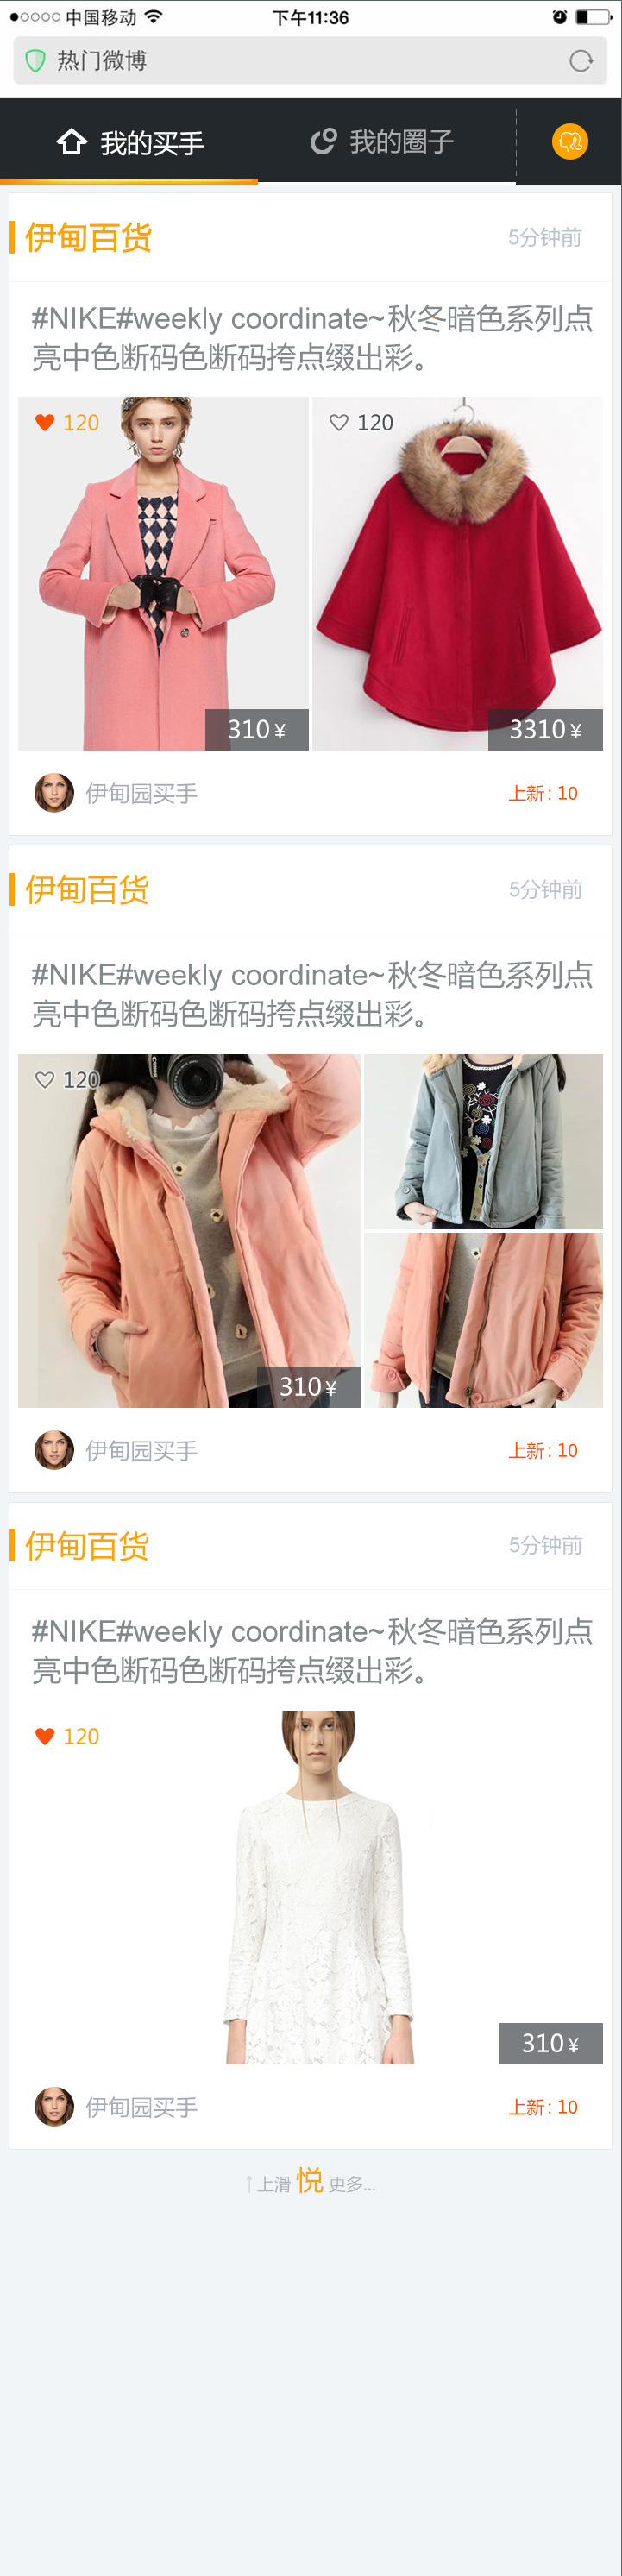 中国移动 下午11:36
热门微博
我的买手 我的圈子
伊甸百货 5分钟前
#NIKE#weekly coordinate~秋冬暗色系列点
亮中色断码色断码挎点缀出彩。
120 120
310¥ 3310¥
伊甸园买手 上新: 10
伊甸百货 5分钟前
#NIKE#weekly coordinate~秋冬暗色系列点
亮中色断码色断码挎点缀出彩。
120
310¥
伊甸园买手 上新: 10
伊甸百货 5分钟前
#NIKE#weekly coordinate~秋冬暗色系列点
亮中色断码色断码挎点缀出彩。
120
310¥
伊甸园买手 上新: 10
↑上滑 悦 更多...